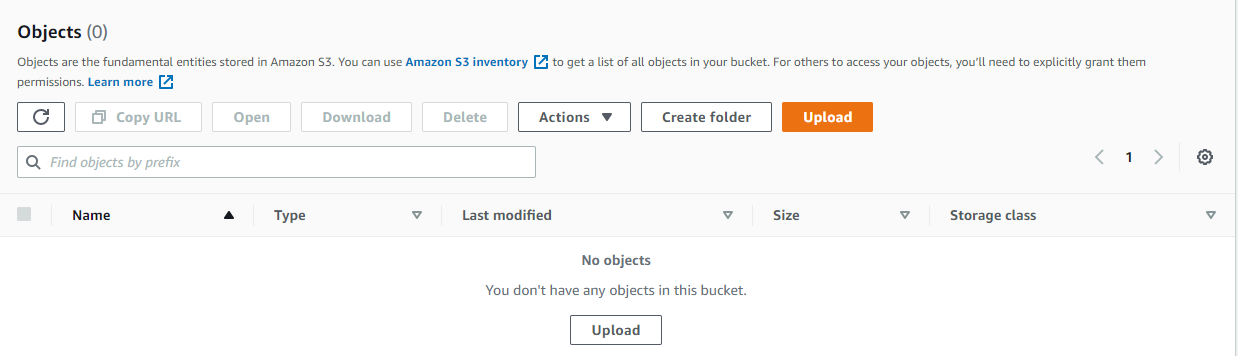 Objects (0)
Objects are the fundamental entities stored in Amazon S3. You can use Amazon S3 inventory to get a list of all objects in your bucket. For others to access your objects, you'll need to explicitly grant them
permissions. Learn more
Copy URL Open Download Delete Actions Create folder Upload
Find objects by prefix 1
Name Type Last modified Size Storage class
No objects
You don't have any objects in this bucket.
Upload